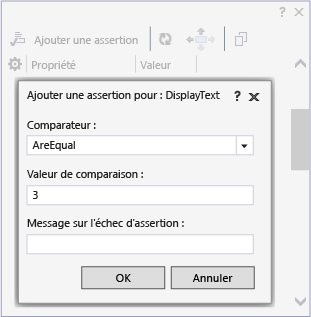 Ajouter une assertion
Propriété
Valeur
Ajouter une assertion pour : DisplayText
Comparateur :
AreEqual
Valeur de comparaison :
3
Message sur l'échec d'assertion :
OK
Annuler